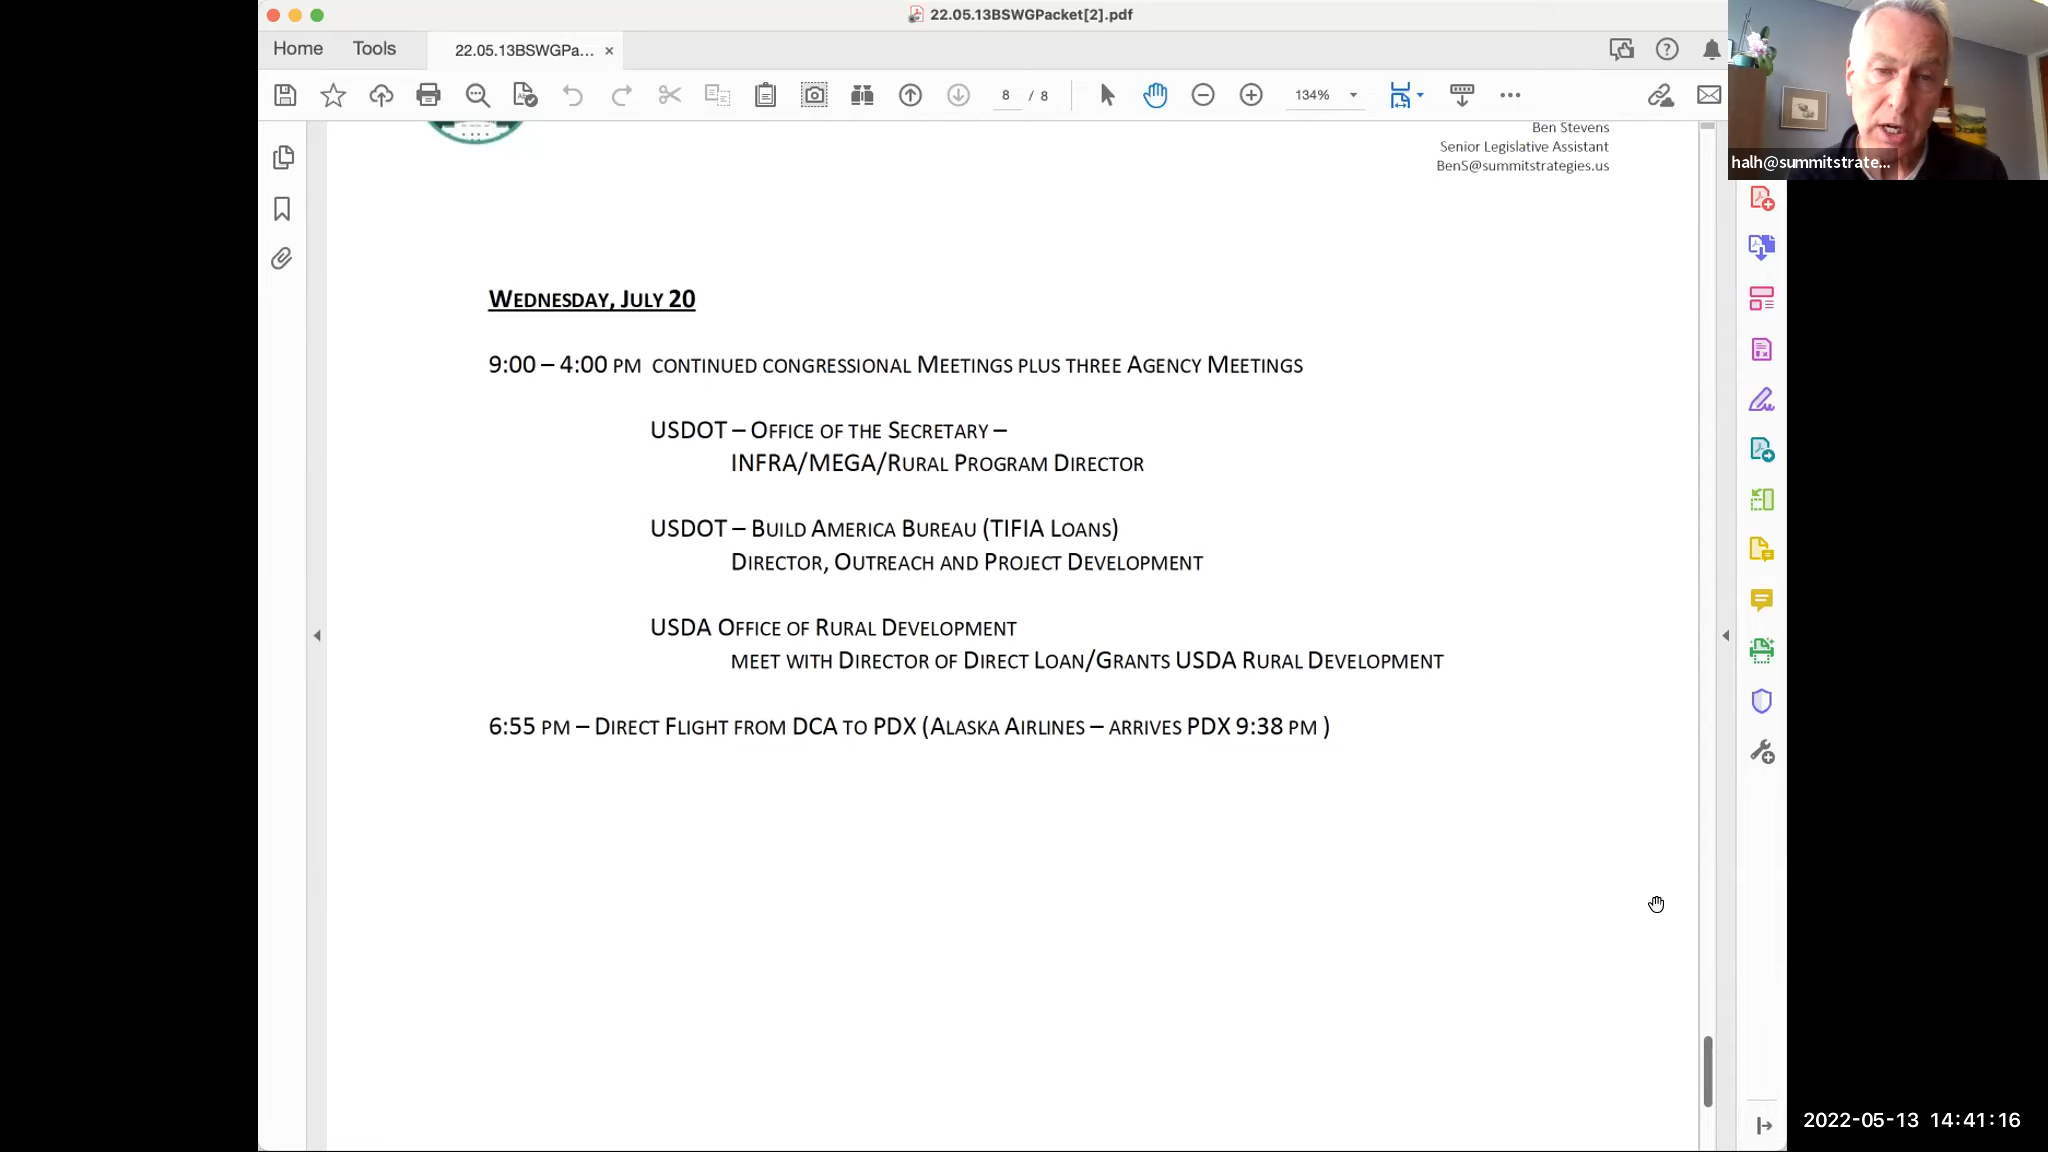 22.05.13BSWGPacket[2].pdf
Home
Tools
22.05.13BSWGPa...
8 / 8
134%
halh@summitstrate...
Ben Stevens
Senior Legislative Assistant
BenS@summitstrategies.us
WEDNESDAY, JULY 20
9:00 – 4:00 PM CONTINUED CONGRESSIONAL MEETINGS PLUS THREE AGENCY MEETINGS
USDOT – OFFICE OF THE SECRETARY –
INFRA/MEGA/RURAL PROGRAM DIRECTOR
USDOT – BUILD AMERICA BUREAU (TIFIA LOANS)
DIRECTOR, OUTREACH AND PROJECT DEVELOPMENT
USDA OFFICE OF RURAL DEVELOPMENT
MEET WITH DIRECTOR OF DIRECT LOAN/GRANTS USDA RURAL DEVELOPMENT
6:55 PM – DIRECT FLIGHT FROM DCA TO PDX (ALASKA AIRLINES – ARRIVES PDX 9:38 PM )
2022-05-13 14:41:16